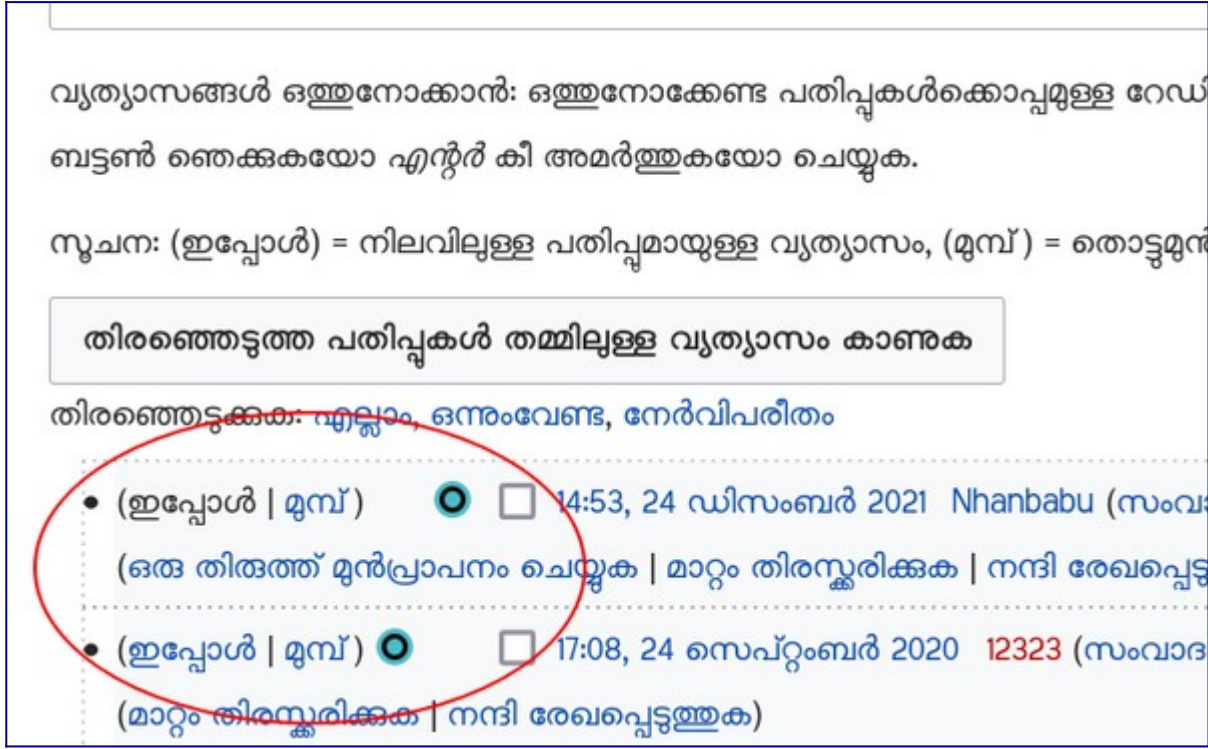 വ്യത്യാസങ്ങൾ ഒത്തുനോക്കാൻ: ഒത്തുനോക്കേണ്ട പതിപ്പുകൾക്കൊപ്പമുള്ള റേഡി
ബട്ടൺ ഞെക്കുകയോ എന്റർ കീ അമർത്തുകയോ ചെയ്യുക.
സൂചന: (ഇപ്പോൾ) = നിലവിലുള്ള പതിപ്പുമായുള്ള വ്യത്യാസം, (മുമ്പ്) = തൊട്ടുമുൻ
തിരഞ്ഞെടുത്ത പതിപ്പുകൾ തമ്മിലുള്ള വ്യത്യാസം കാണുക
തിരഞ്ഞെടുക്കുക: എല്ലാം, ഒന്നുംവേണ്ട, നേർവിപരീതം
(ഇപ്പോൾ | മുമ്പ്) 14:53, 24 ഡിസംബർ 2021 Nhanbabu (സംവാ
(ഒരു തിരുത്ത് മുൻപ്രാപനം ചെയ്യുക | മാറ്റം തിരസ്ക്കരിക്കുക | നന്ദി രേഖപ്പെടു
(ഇപ്പോൾ | മുമ്പ്) 17:08, 24 സെപ്റ്റംബർ 2020 12323 (സംവാദ
(മാറ്റം തിരസ്ക്കരിക്കുക | നന്ദി രേഖപ്പെടുത്തുക)